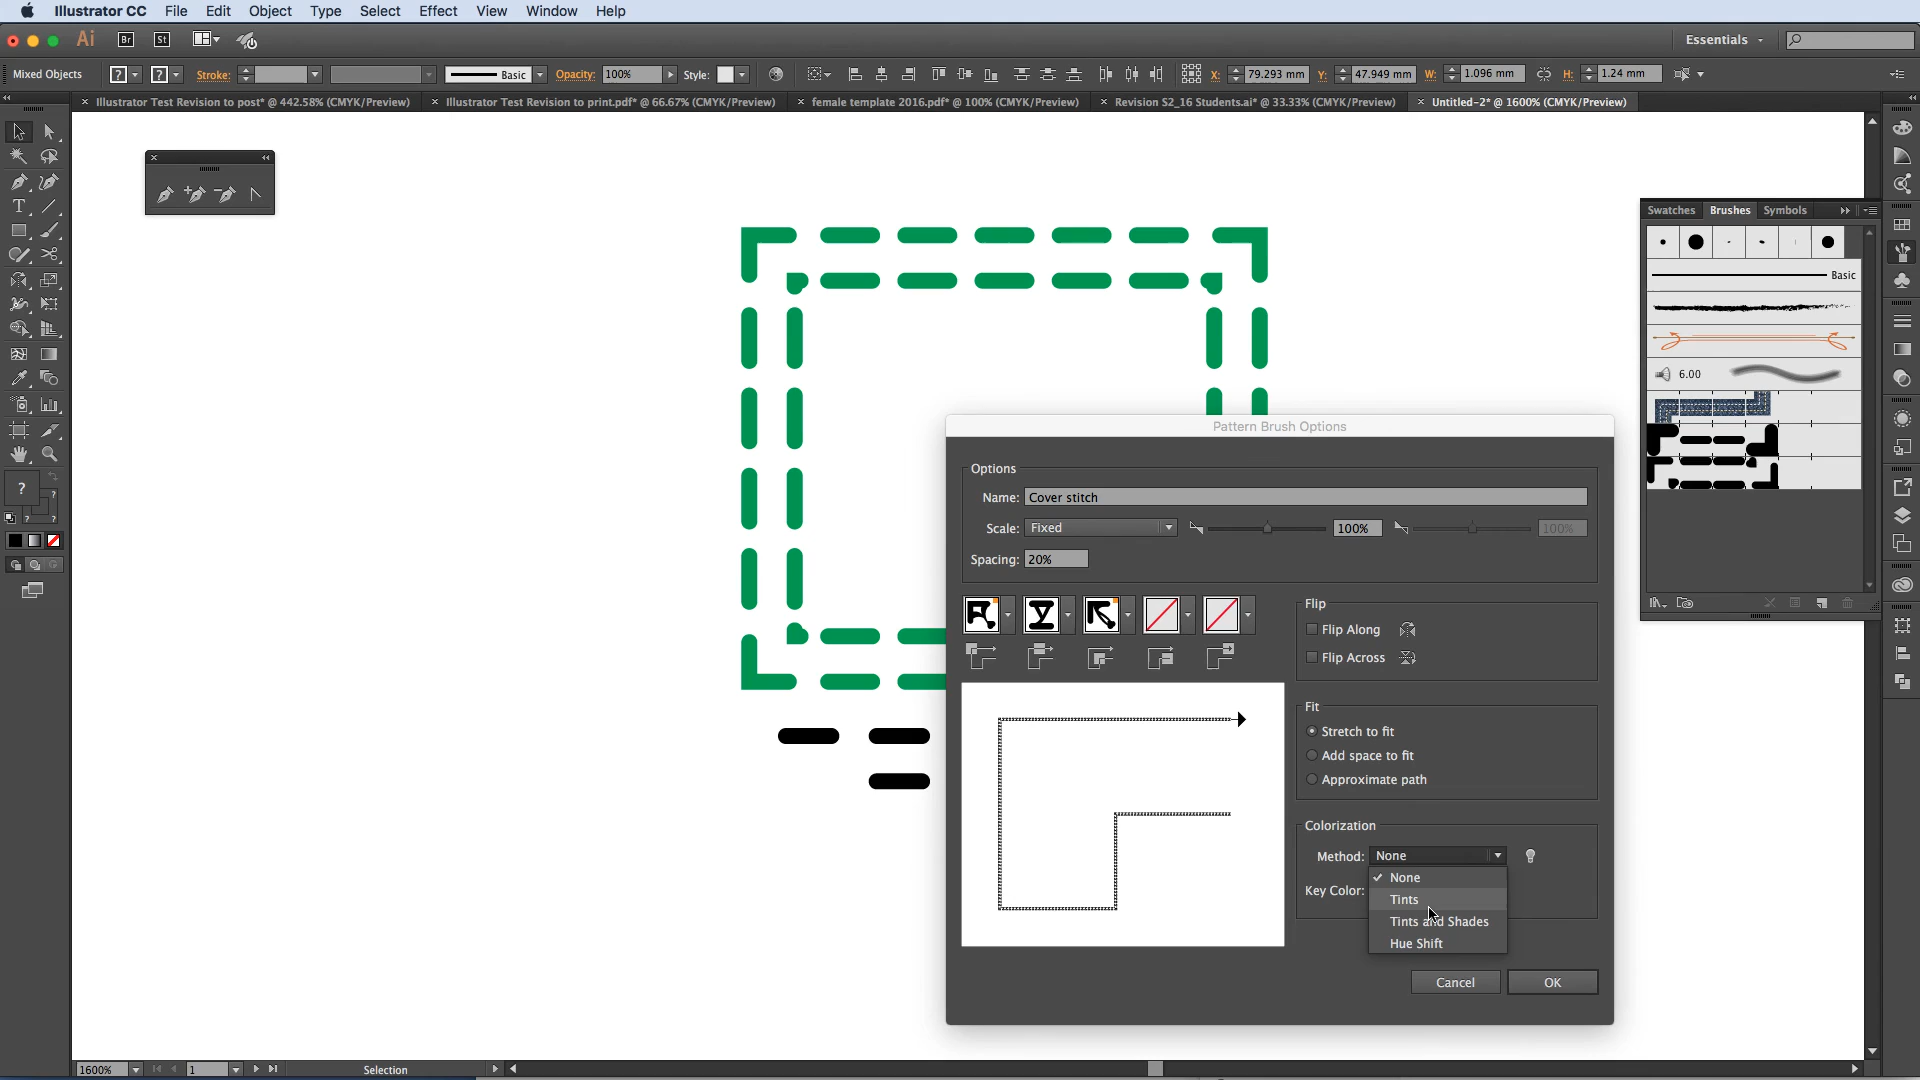 Illustrator CC File Edit Object Type Select Effect View Window Help
Ai Br St Essentials
Mixed Objects ? ? Stroke: Basic Opacity: 100% Style: X: 79.293 mm Y: 47.949 mm W: 1.096 mm H: 1.24 mm
× Illustrator Test Revision to post* @ 442.58% (CMYK/Preview) × Illustrator Test Revision to print.pdf* @ 66.67% (CMYK/Preview) × female template 2016.pdf* @ 100% (CMYK/Preview) × Revision S2_16 Students.ai* @ 33.33% (CMYK/Preview) × Untitled-2* @ 1600% (CMYK/Preview)
Swatches Brushes Symbols
Basic
6.00
Pattern Brush Options
Options
Name: Cover stitch
Scale: Fixed 100% 100%
Spacing: 20%
Flip
Flip Along
Flip Across
Fit
Stretch to fit
Add space to fit
Approximate path
Colorization
Method: None
None
Key Color:
Tints
Tints and Shades
Hue Shift
Cancel OK
T
?
?
?
1600% 1 Selection